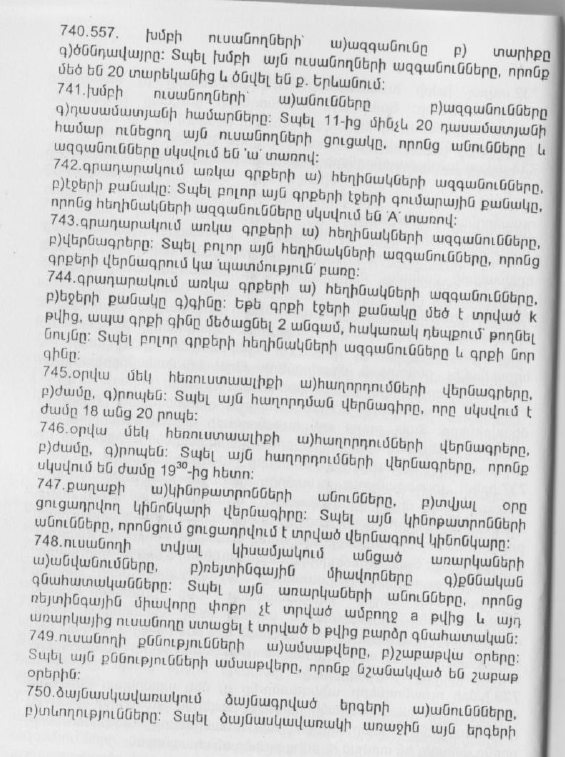 740.557. խմբի ուսանողների՝ ա)ազգանունը բ) տարիքը
գ)ծննդավայրը: Տպել խմբի այն ուսանողների ազգանունները, որոնք
մեծ են 20 տարեկանից և ծնվել են ք. Երևանում:
741.խմբի ուսանողների՝ ա)անունները բ)ազգանունները
գ)դասամատյանի համարները: Տպել 11-ից մինչև 20 դասամատյանի
համար ունեցող այն ուսանողների ցուցակը, որոնց անունները և
ազգանունները սկսվում են 'ա' տառով:
742.գրադարակում առկա գրքերի ա) հեղինակների ազգանունները,
բ)էջերի քանակը: Տպել բոլոր այն գրքերի էջերի գումարային քանակը,
որոնց հեղինակների ազգանունները սկսվում են 'Ա' տառով:
743.գրադարակում առկա գրքերի ա) հեղինակների ազգանունները,
բ)վերնագրերը: Տպել բոլոր այն հեղինակների ազգանունները, որոնց
գրքերի վերնագրում կա 'պատմություն' բառը:
744.գրադարակում առկա գրքերի ա) հեղինակների ազգանունները,
բ)եջերի քանակը գ)գինը: Եթե գրքի էջերի քանակը մեծ է տրված k
թվից, ապա գրքի գինը մեծացնել 2 անգամ, հակառակ դեպքում՝ թողնել
նույնը: Տպել բոլոր գրքերի հեղինակների ազգանունները և գրքի նոր
գինը:
745.օրվա մեկ հեռուստաալիքի ա)հաղորդումների վերնագրերը,
բ)ժամը, գ)րոպեն: Տպել այն հաղորդման վերնագիրը, որը սկսվում է
ժամը 18 անց 20 րոպե:
746.օրվա մեկ հեռուստաալիքի ա)հաղորդումների վերնագրերը,
բ)ժամը, գ)րոպեն: Տպել այն հաղորդումների վերնագրերը, որոնք
սկսվում են ժամը 19³⁰-ից հետո:
747.քաղաքի ա)կինոթատրոնների անունները, բ)տվյալ օրը
ցուցադրվող կինոնկարի վերնագիրը: Տպել այն կինոթատրոնների
անունները, որոնցում ցուցադրվում է տրված վերնագրով կինոնկարը:
748.ուսանողի տվյալ կիսամյակում անցած առարկաների
ա)անվանումները, բ)ռեյտինգային միավորները գ)քննական
գնահատականները: Տպել այն առարկաների անունները, որոնց
ռեյտինգային միավորը փոքր չէ տրված ամբողջ a թվից և այդ
առարկայից ուսանողը ստացել է տրված b թվից բարձր գնահատական:
749.ուսանողի քննությունների ա)ամսաթվերը, բ)շաբաթվա օրերը:
Տպել այն քննությունների ամսաթվերը, որոնք նշանակված են շաբաթ
օրերին:
750.ձայնասկավառակում ձայնագրված երգերի ա)անունները,
բ)տևողությունները: Տպել ձայնասկավառակի առաջին այն երգերի